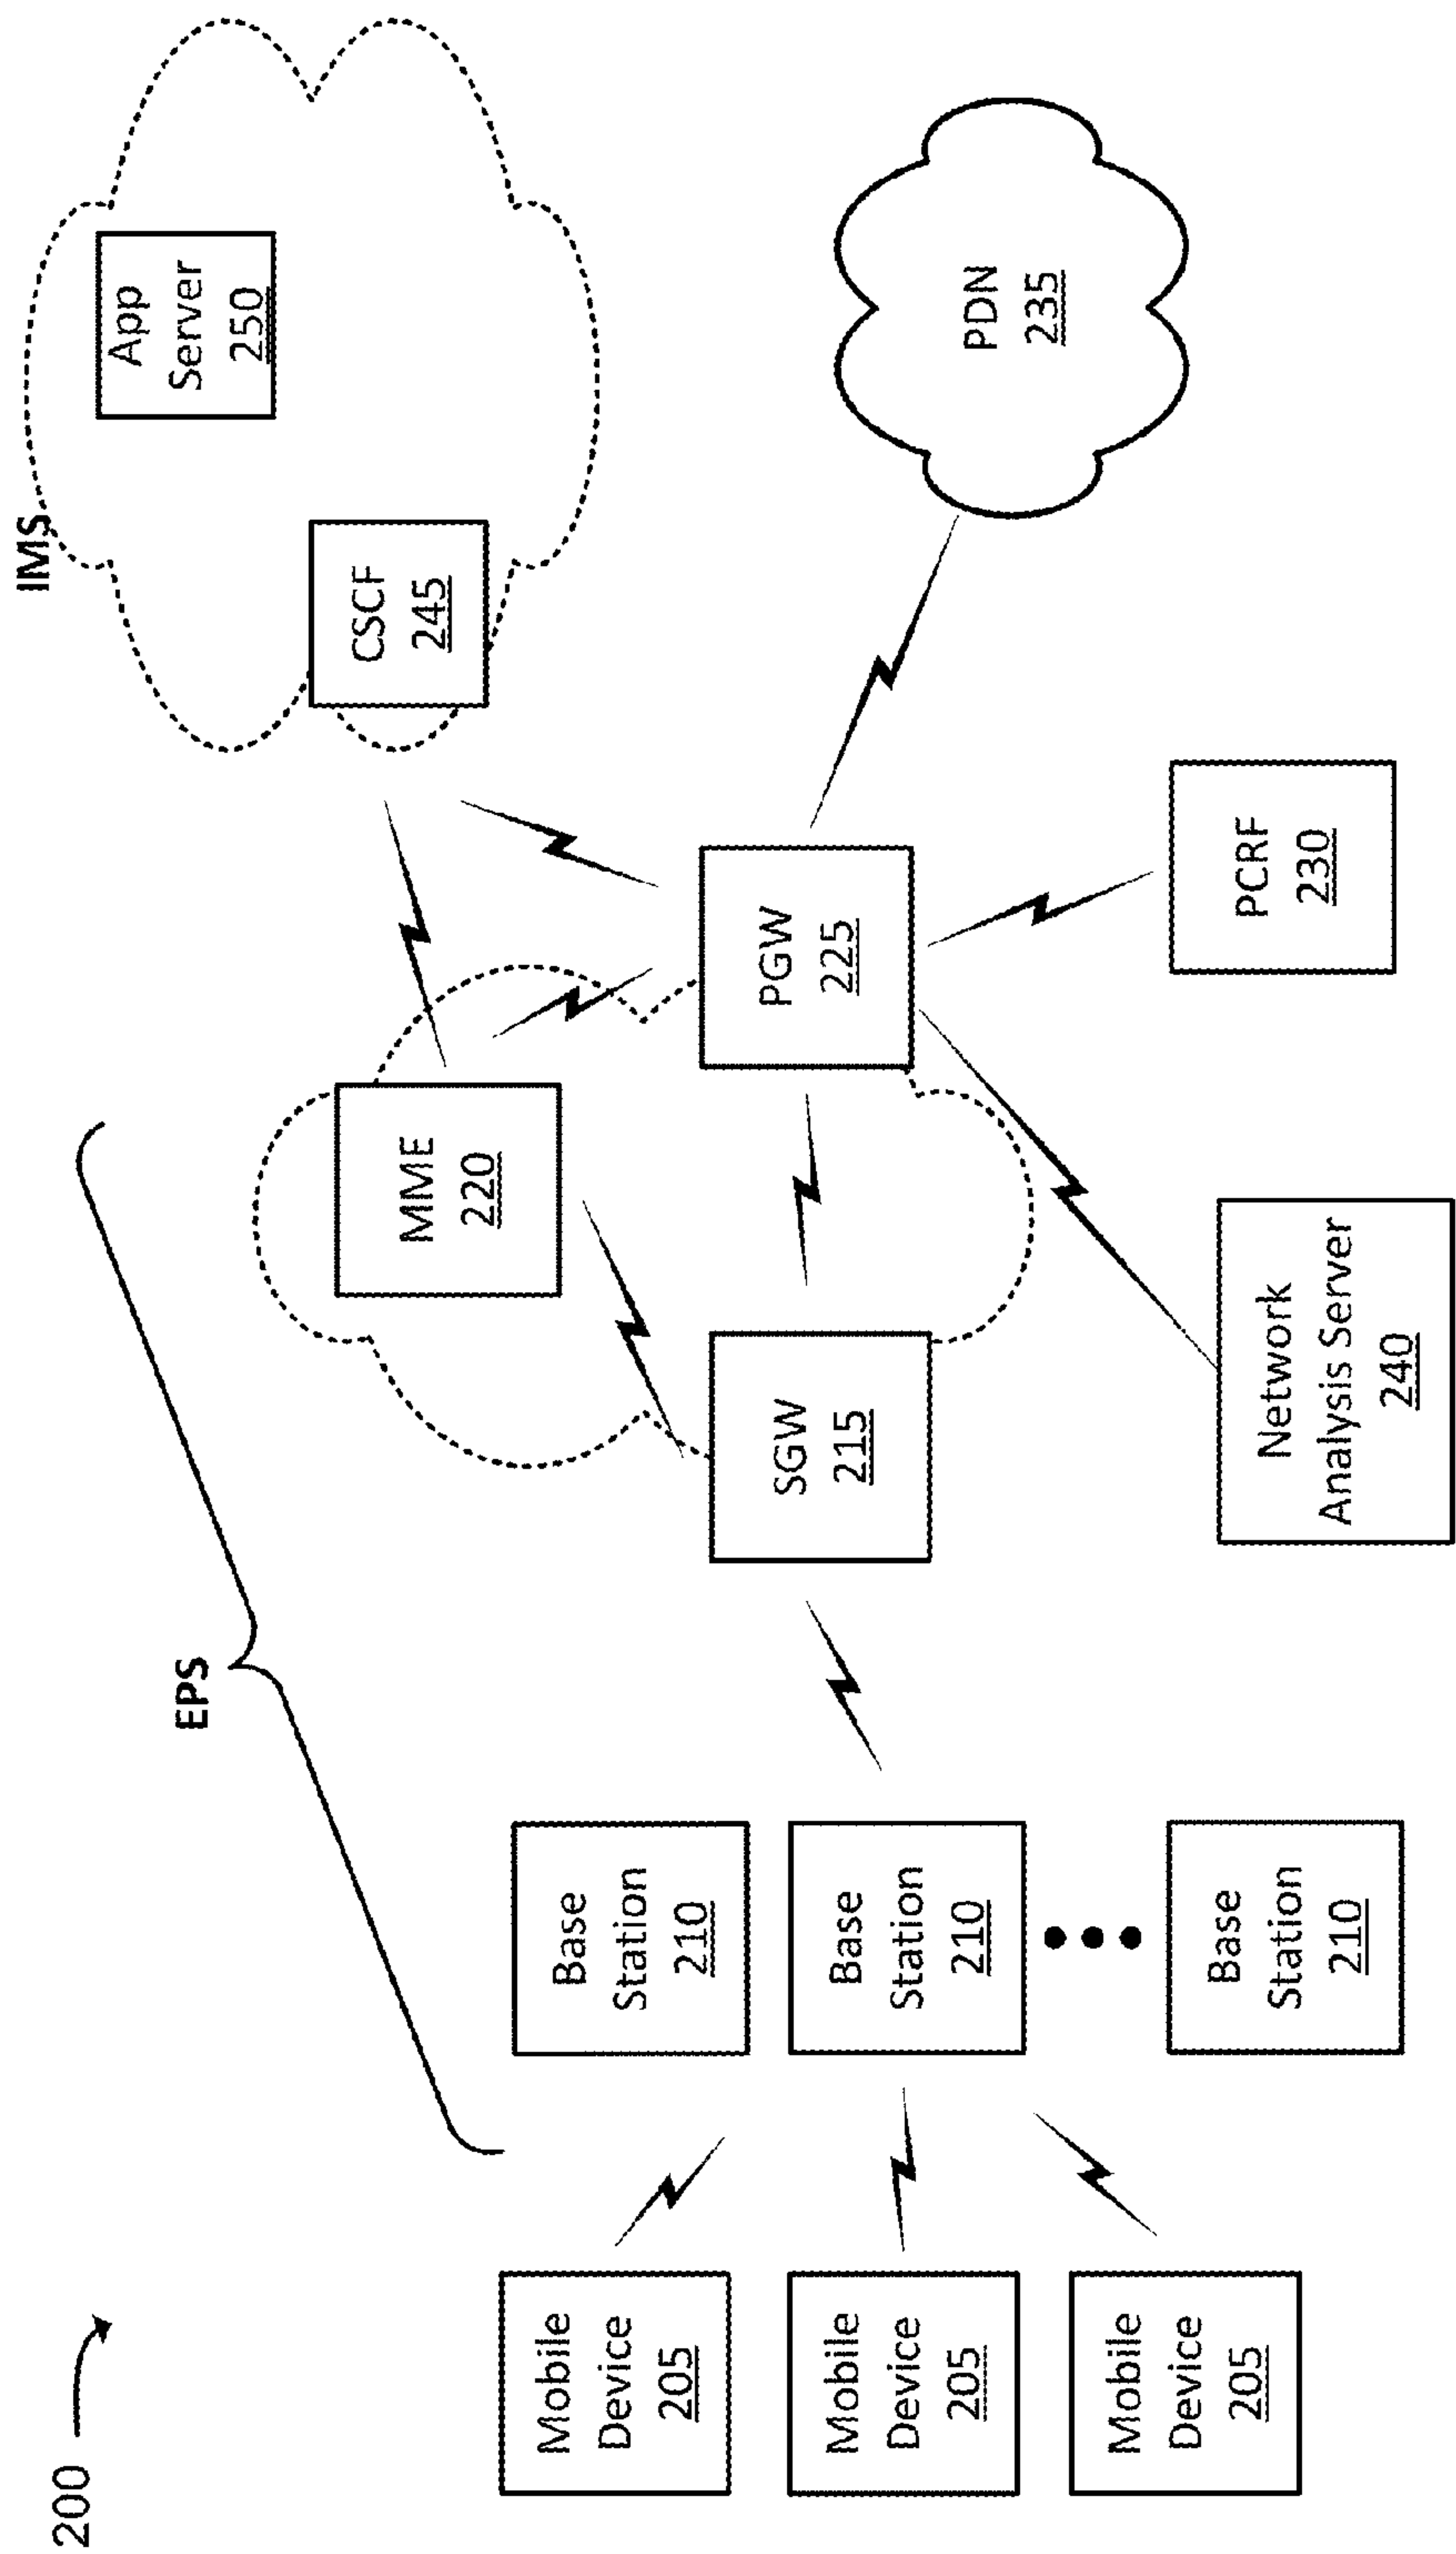 200
EPS
IMS
Mobile
Device
205
Mobile
Device
205
Mobile
Device
205
Base
Station
210
Base
Station
210
Base
Station
210
SGW
215
MME
220
PGW
225
Network
Analysis Server
240
PCRF
230
CSCF
245
App
Server
250
PDN
235